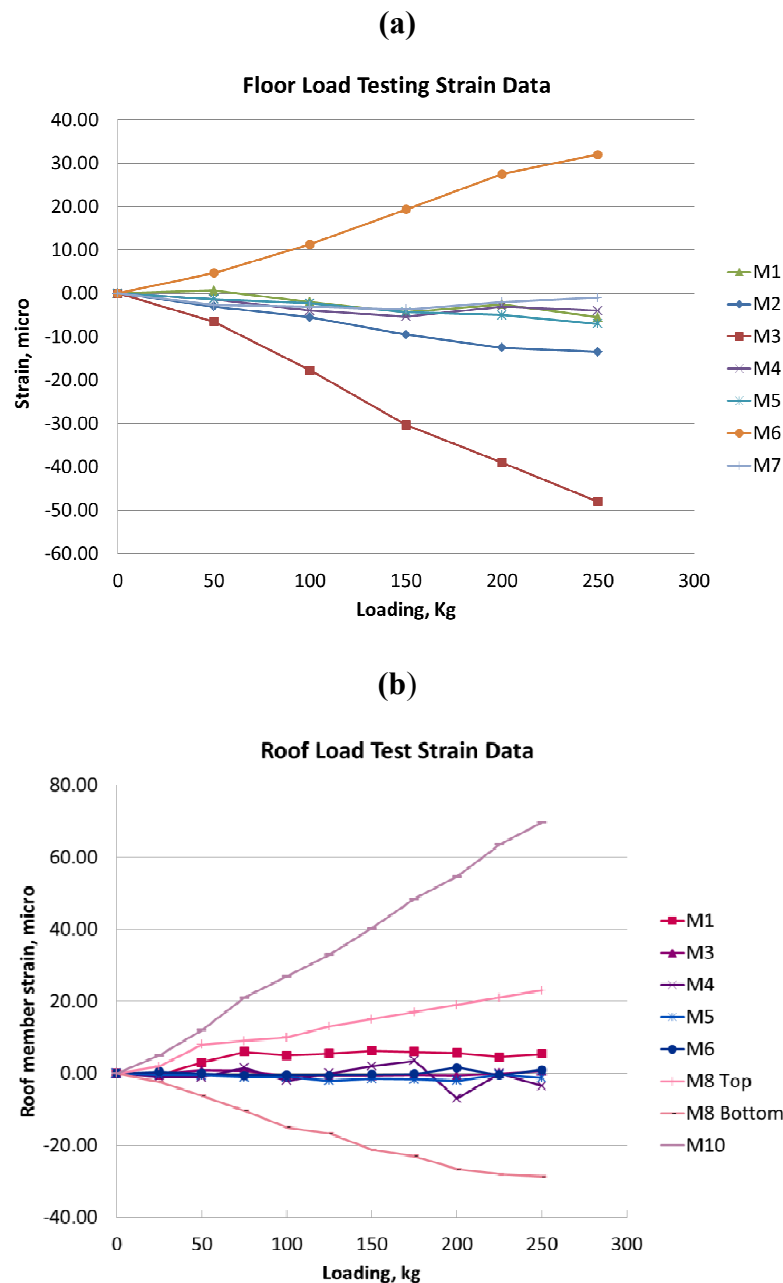 (a)
Floor Load Testing Strain Data
40.00
30.00
20.00
10.00
0.00
-10.00
-20.00
-30.00
-40.00
-50.00
-60.00
Strain, micro
0 50 100 150 200 250 300
Loading, Kg
M1
M2
M3
M4
M5
M6
M7
(b)
Roof Load Test Strain Data
80.00
60.00
40.00
20.00
0.00
-20.00
-40.00
Roof member strain, micro
0 50 100 150 200 250 300
Loading, kg
M1
M3
M4
M5
M6
M8 Top
M8 Bottom
M10